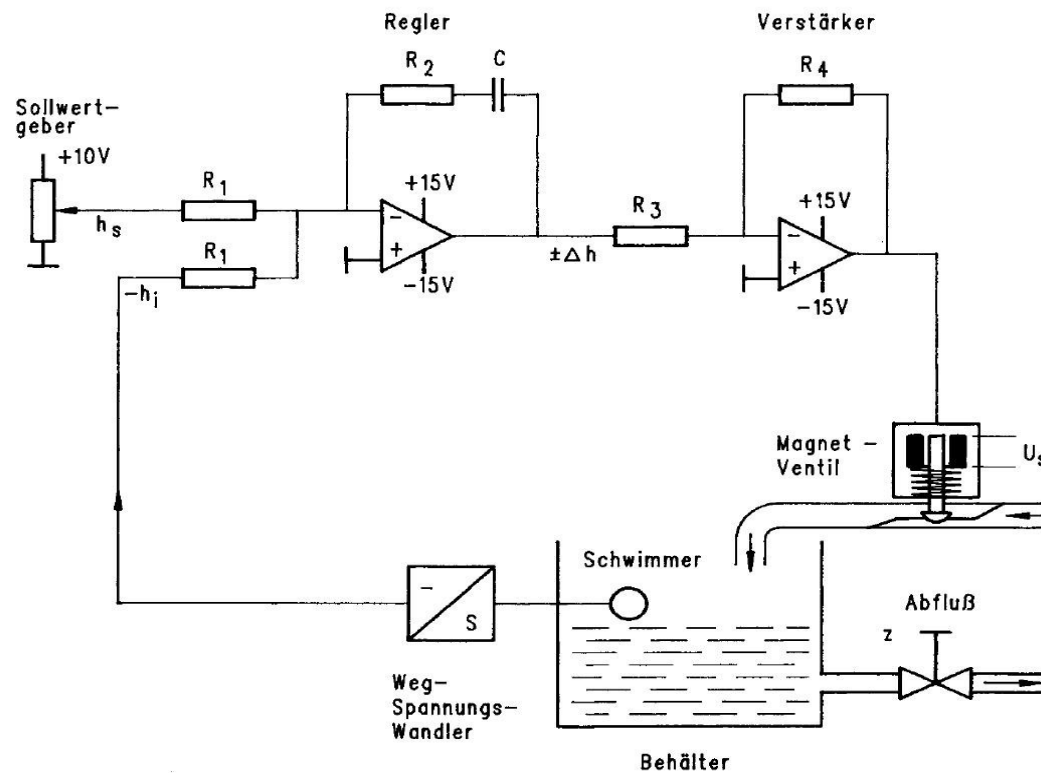 Regler
Verstärker
R2
C
R4
Sollwert-
geber
+10V
R1
+15V
R3
+15V
hs
-
+
-
+
R1
±Δh
-15V
-15V
-hi
Magnet -
Ventil
Us
Schwimmer
-
S
Abfluß
z
Weg-
Spannungs-
Wandler
Behälter